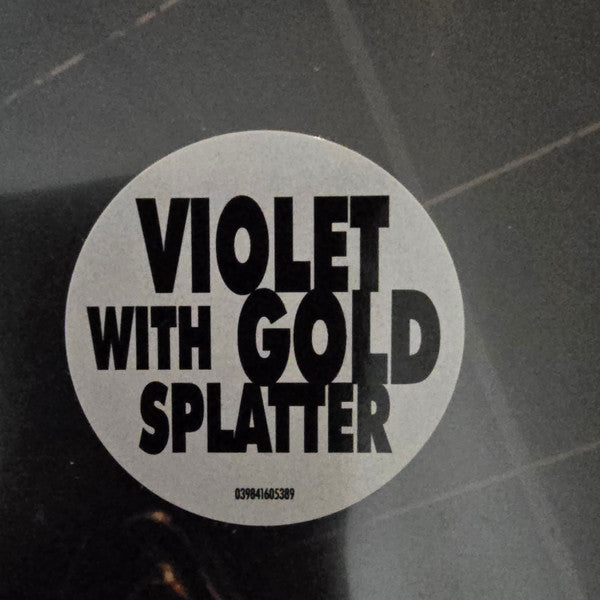 VIOLET
WITH GOLD
SPLATTER
039841605389